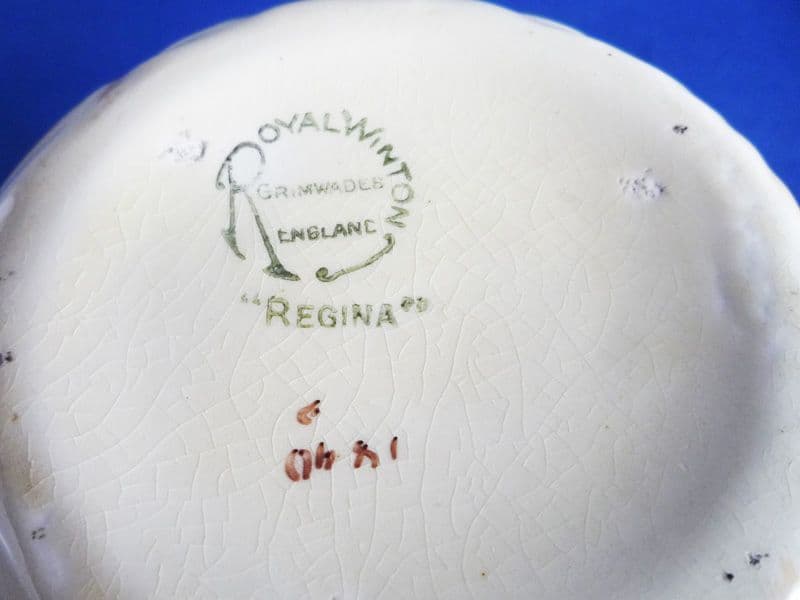 ROYAL WINTON
GRIMWADES
ENGLAND
"REGINA"